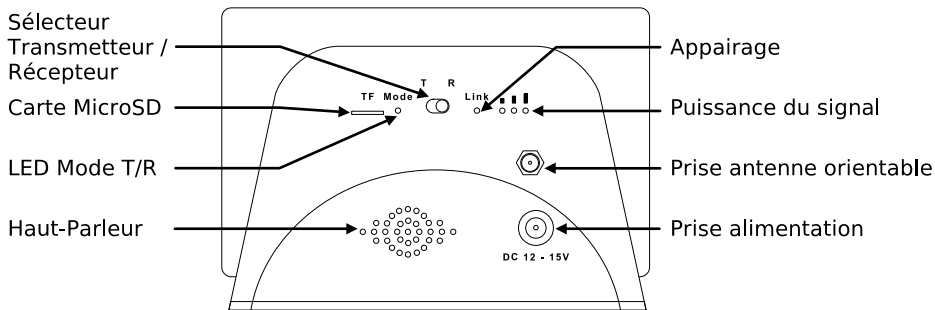 Sélecteur
Transmetteur /
Récepteur
Carte MicroSD
LED Mode T/R
Haut-Parleur
T R
TF Mode Link
DC 12 - 15V
Appairage
Puissance du signal
Prise antenne orientable
Prise alimentation